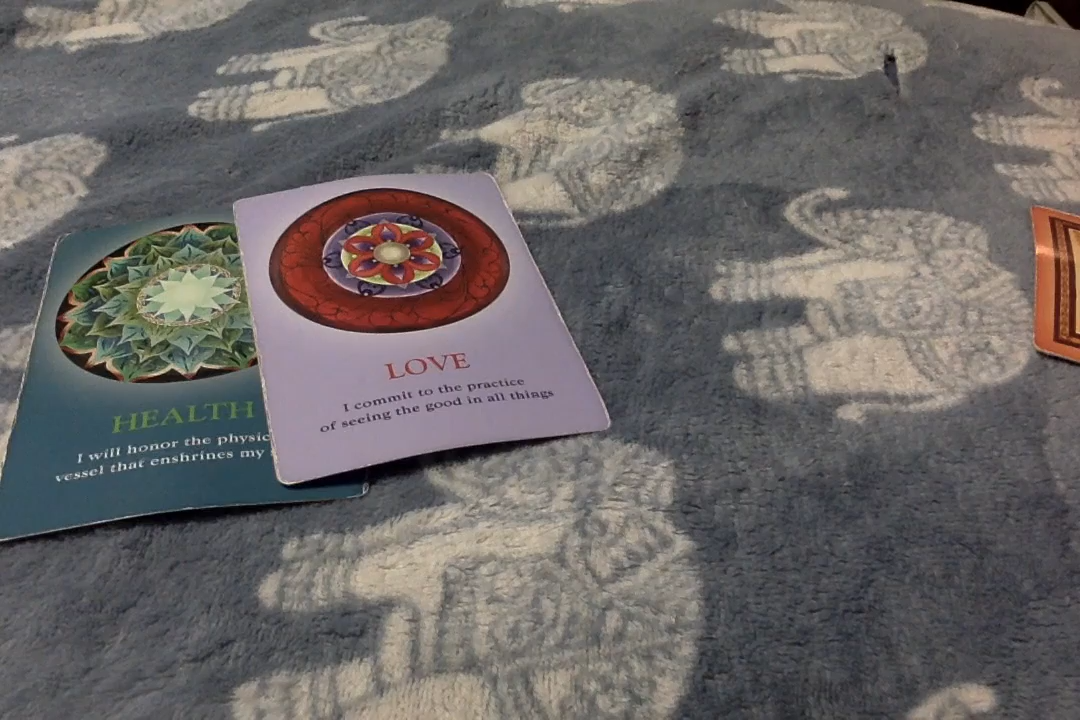 HEALTH
I will honor the physic
vessel that enshrines my
LOVE
I commit to the practice
of seeing the good in all things